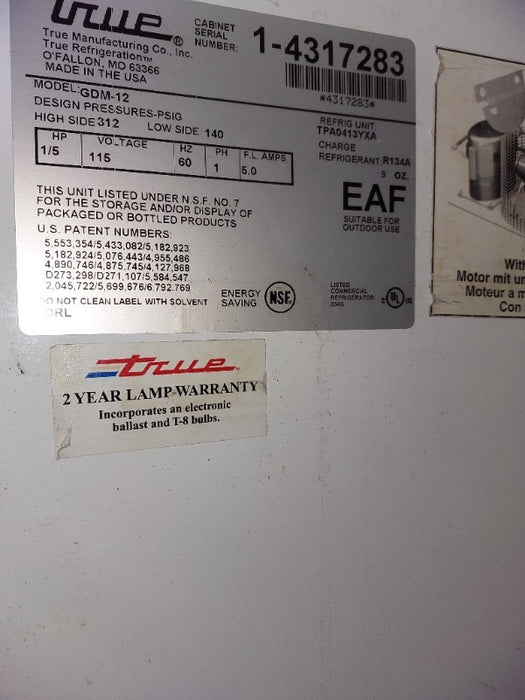 true®
True Manufacturing Co., Inc.
True Refrigeration™
O'FALLON, MO 63366
MADE IN THE USA
CABINET
SERIAL
NUMBER:
1-4317283
*4317283*
MODEL: GDM-12
DESIGN PRESSURES-PSIG
HIGH SIDE 312 LOW SIDE 140
HP VOLTAGE HZ PH F.L. AMPS
1/5 115 60 1 5.0
REFRIG UNIT
TPA0413YXA
CHARGE
REFRIGERANT: R134A
9 OZ.
THIS UNIT LISTED UNDER N.S.F. NO. 7
FOR THE STORAGE AND/OR DISPLAY OF
PACKAGED OR BOTTLED PRODUCTS
EAF
SUITABLE FOR
OUTDOOR USE
U.S. PATENT NUMBERS:
5,553,354/5,433,082/5,182,923
5,182,924/5,076,443/4,955,486
4,890,746/4,875,745/4,127,968
D273,298/D271,107/5,584,547
2,045,722/5,699,676/6,792,769
DO NOT CLEAN LABEL WITH SOLVENT
DRL
ENERGY
SAVING
NSF
LISTED
COMMERCIAL
REFRIGERATOR
C UL US
With
Motor mit un
Moteur a m
Con
true
2 YEAR LAMP WARRANTY
Incorporates an electronic
ballast and T-8 bulbs.